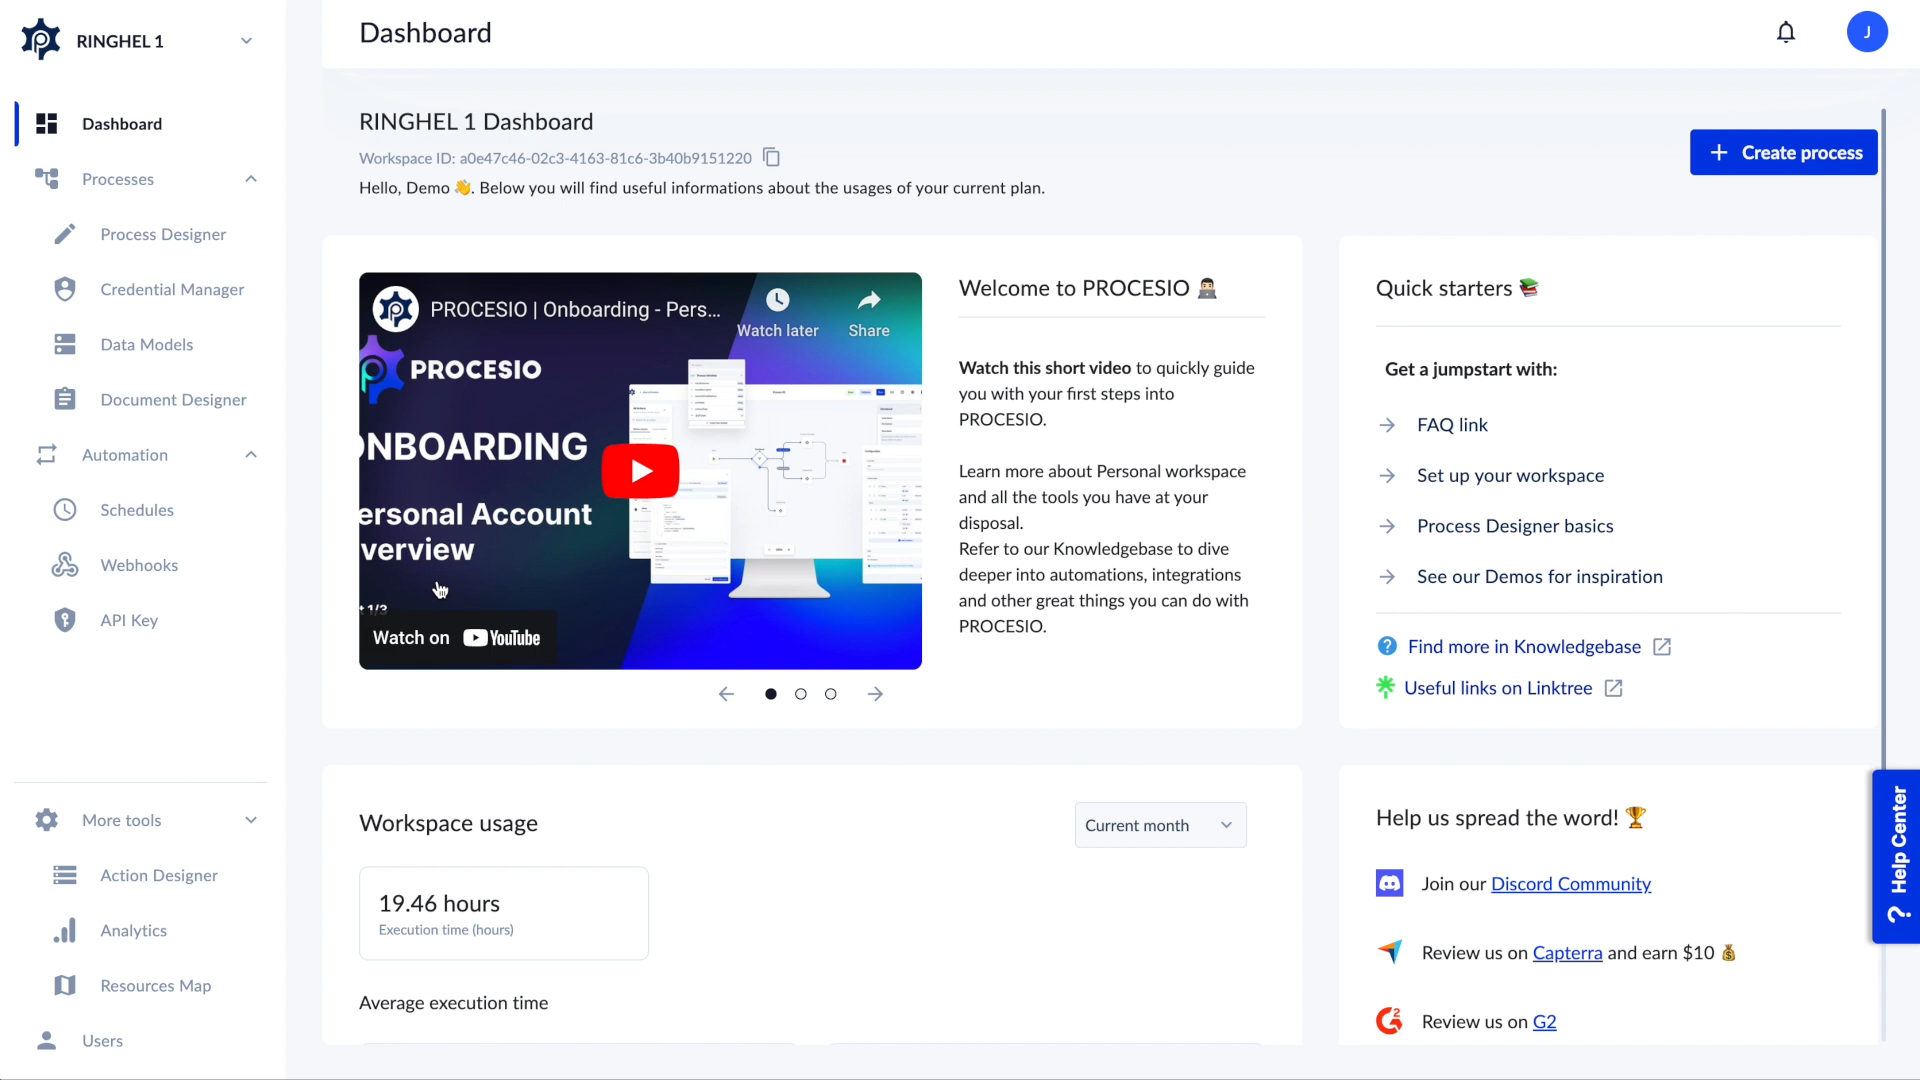 RINGHEL 1
Dashboard
J
Dashboard
Processes
Process Designer
Credential Manager
Data Models
Document Designer
Automation
Schedules
Webhooks
API Key
More tools
Action Designer
Analytics
Resources Map
Users
RINGHEL 1 Dashboard
Workspace ID: a0e47c46-02c3-4163-81c6-3b40b9151220
Hello, Demo 👋. Below you will find useful informations about the usages of your current plan.
+ Create process
PROCESIO | Onboarding - Pers...
Watch later
Share
PROCESIO
ONBOARDING
ersonal Account
verview
t 1/3
Watch on YouTube
Welcome to PROCESIO 👨🏻‍💻
Watch this short video to quickly guide
you with your first steps into
PROCESIO.
Learn more about Personal workspace
and all the tools you have at your
disposal.
Refer to our Knowledgebase to dive
deeper into automations, integrations
and other great things you can do with
PROCESIO.
Quick starters 📚
Get a jumpstart with:
FAQ link
Set up your workspace
Process Designer basics
See our Demos for inspiration
Find more in Knowledgebase
Useful links on Linktree
Workspace usage
Current month
19.46 hours
Execution time (hours)
Average execution time
Help us spread the word! 🏆
Join our Discord Community
Review us on Capterra and earn $10 💰
Review us on G2
? Help Center